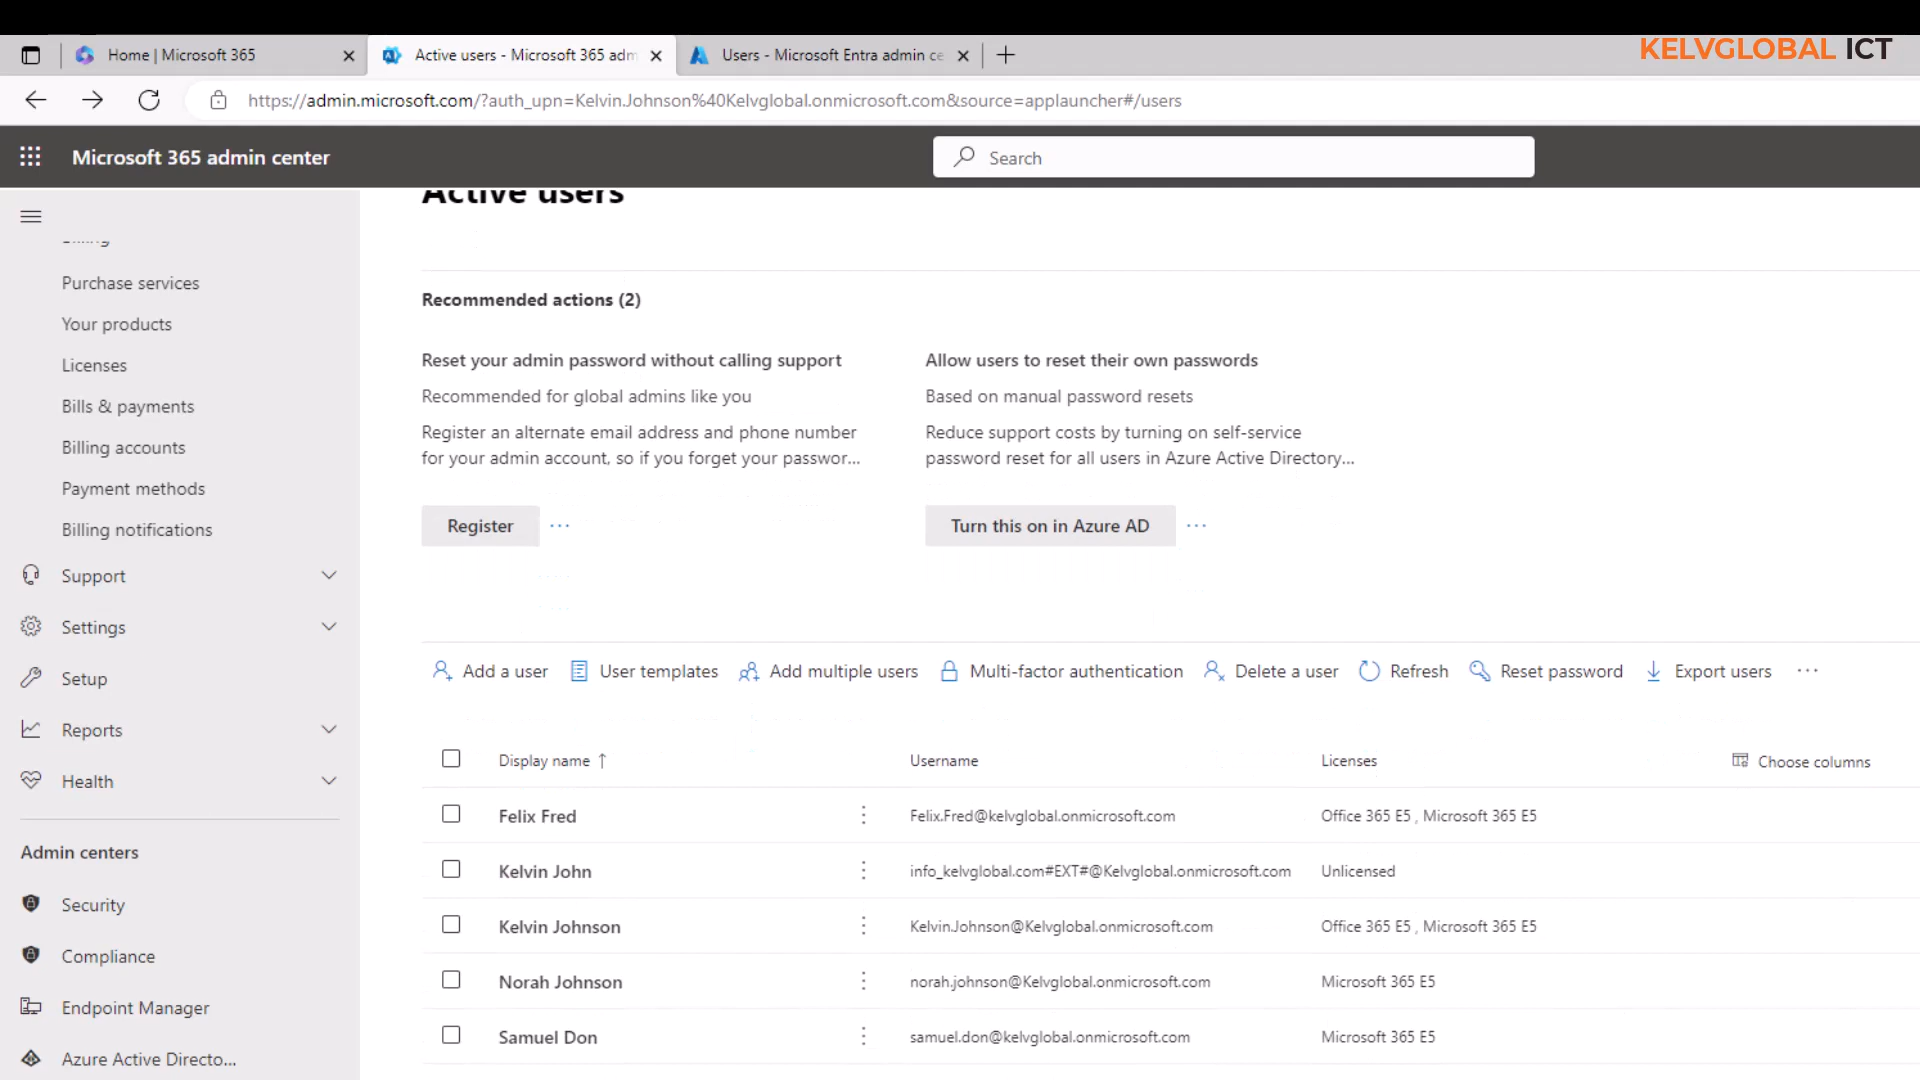 Home | Microsoft 365
Active users - Microsoft 365 adm
Users - Microsoft Entra admin ce
KELVGLOBAL ICT
https://admin.microsoft.com/?auth_upn=Kelvin.Johnson%40Kelvglobal.onmicrosoft.com&source=applauncher#/users
Microsoft 365 admin center
Search
Active users
Billing
Purchase services
Your products
Licenses
Bills & payments
Billing accounts
Payment methods
Billing notifications
Support
Settings
Setup
Reports
Health
Admin centers
Security
Compliance
Endpoint Manager
Azure Active Directo...
Recommended actions (2)
Reset your admin password without calling support
Recommended for global admins like you
Register an alternate email address and phone number
for your admin account, so if you forget your passwor...
Register
Allow users to reset their own passwords
Based on manual password resets
Reduce support costs by turning on self-service
password reset for all users in Azure Active Directory...
Turn this on in Azure AD
Add a user User templates Add multiple users Multi-factor authentication Delete a user Refresh Reset password Export users
Display name ↑ Username Licenses Choose columns
Felix Fred Felix.Fred@kelvglobal.onmicrosoft.com Office 365 E5 , Microsoft 365 E5
Kelvin John info_kelvglobal.com#EXT#@Kelvglobal.onmicrosoft.com Unlicensed
Kelvin Johnson Kelvin.Johnson@Kelvglobal.onmicrosoft.com Office 365 E5 , Microsoft 365 E5
Norah Johnson norah.johnson@Kelvglobal.onmicrosoft.com Microsoft 365 E5
Samuel Don samuel.don@kelvglobal.onmicrosoft.com Microsoft 365 E5